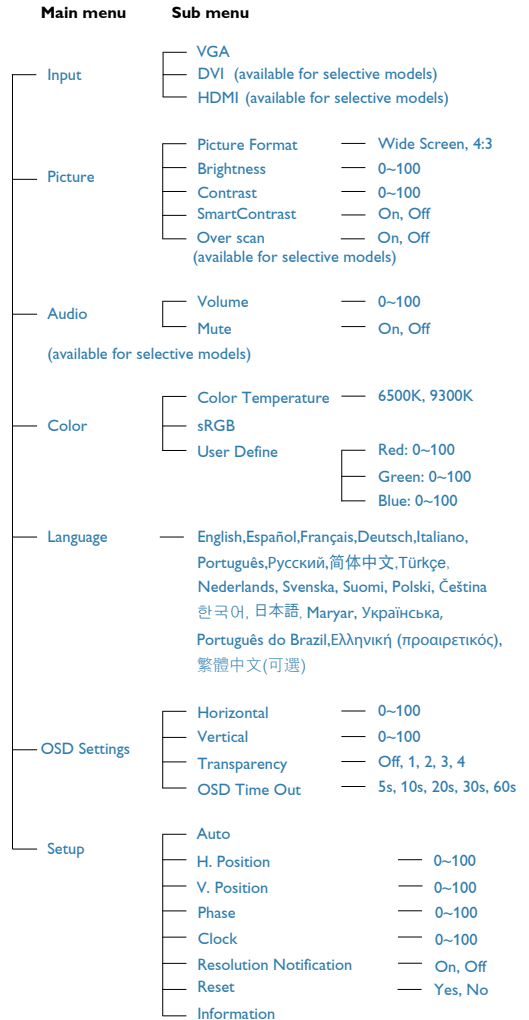 Main menu Sub menu
VGA
Input DVI (available for selective models)
HDMI (available for selective models)
Picture Format Wide Screen, 4:3
Picture Brightness 0~100
Contrast 0~100
SmartContrast On, Off
Over scan On, Off
(available for selective models)
Audio Volume 0~100
Mute On, Off
(available for selective models)
Color Temperature 6500K, 9300K
Color sRGB
User Define Red: 0~100
Green: 0~100
Blue: 0~100
Language English,Español,Français,Deutsch,Italiano,
Português,Русский,简体中文,Türkçe,
Nederlands, Svenska, Suomi, Polski, Čeština
한국어, 日本語, Maryar, Українська,
Português do Brazil,Ελληνική (προαιρετικός),
繁體中文(可選)
Horizontal 0~100
Vertical 0~100
OSD Settings Transparency Off, 1, 2, 3, 4
OSD Time Out 5s, 10s, 20s, 30s, 60s
Auto
Setup H. Position 0~100
V. Position 0~100
Phase 0~100
Clock 0~100
Resolution Notification On, Off
Reset Yes, No
Information